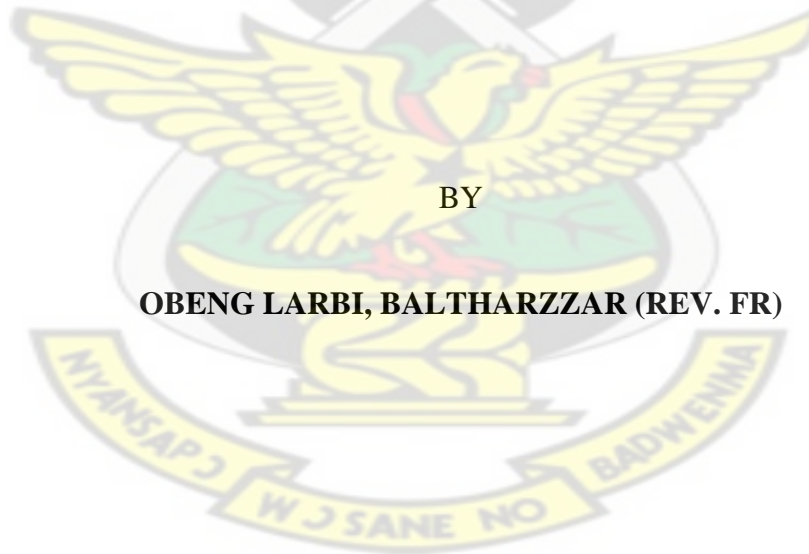 BY
OBENG LARBI, BALTHARZZAR (REV. FR)
NYANSAPƆ WƆSANE NO BADWENMA